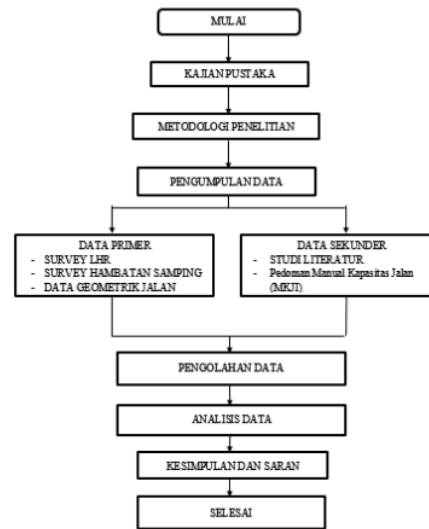 MULAI
KAJIAN PUSTAKA
METODOLOGI PENELITIAN
PENGUMPULAN DATA
DATA PRIMER
- SURVEY LHR
- SURVEY HAMBATAN SAMPING
- DATA GEOMETRIK JALAN
DATA SEKUNDER
- STUDI LITERATUR
- Pedoman Manual Kapasitas Jalan
(MKJI)
PENGOLAHAN DATA
ANALISIS DATA
KESIMPULAN DAN SARAN
SELESAI